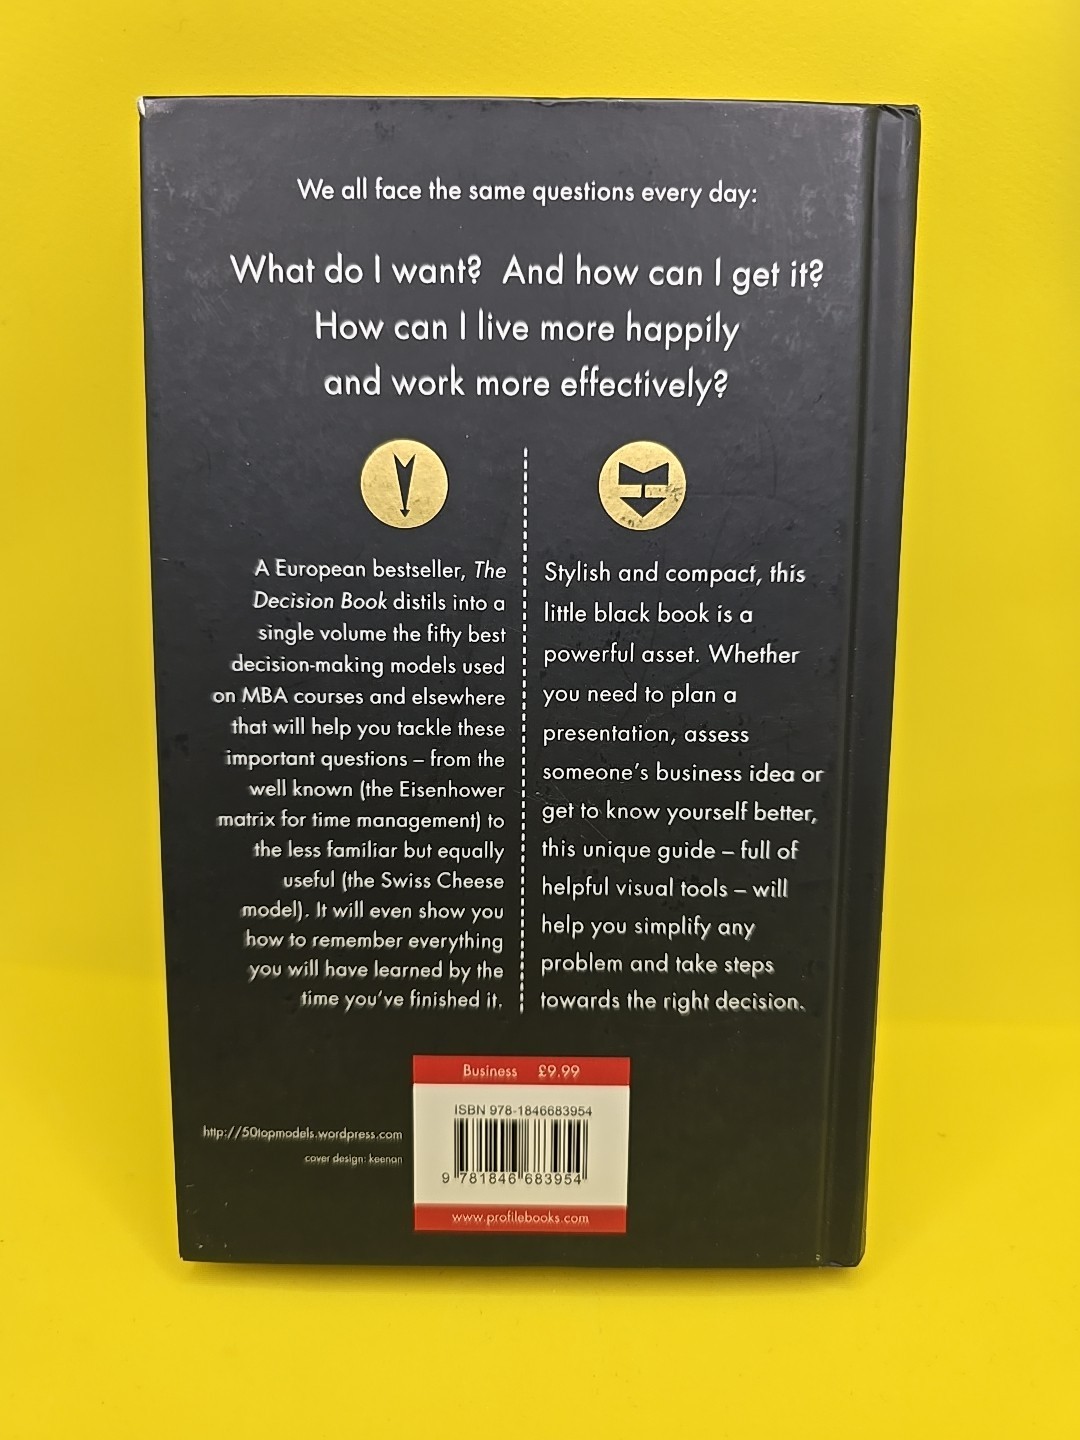 We all face the same questions every day:
What do I want? And how can I get it?
How can I live more happily
and work more effectively?
A European bestseller, The
Decision Book distils into a
single volume the fifty best
decision-making models used
on MBA courses and elsewhere
that will help you tackle these
important questions – from the
well known (the Eisenhower
matrix for time management) to
the less familiar but equally
useful (the Swiss Cheese
model). It will even show you
how to remember everything
you will have learned by the
time you've finished it.
Stylish and compact, this
little black book is a
powerful asset. Whether
you need to plan a
presentation, assess
someone's business idea or
get to know yourself better,
this unique guide – full of
helpful visual tools – will
help you simplify any
problem and take steps
towards the right decision.
http://50topmodels.wordpress.com
cover design: keenan
Business £9.99
ISBN 978-1846683954
9 781846 683954
www.profilebooks.com